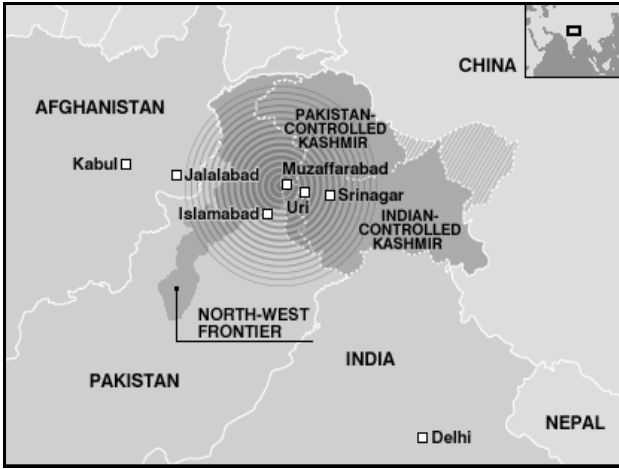 CHINA
AFGHANISTAN
PAKISTAN-
CONTROLLED
KASHMIR
Kabul
Jalalabad
Muzaffarabad
Srinagar
Islamabad
Uri
INDIAN-
CONTROLLED
KASHMIR
NORTH-WEST
FRONTIER
INDIA
PAKISTAN
NEPAL
Delhi